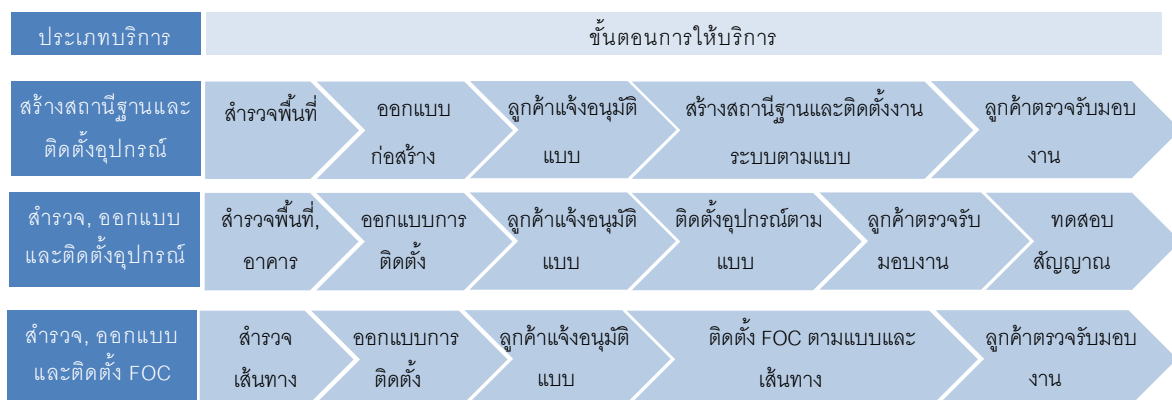 ประเภทบริการ
ขั้นตอนการให้บริการ
สร้างสถานีฐานและ
ติดตั้งอุปกรณ์
สำรวจพื้นที่
ออกแบบ
ก่อสร้าง
ลูกค้าแจ้งอนุมัติ
แบบ
สร้างสถานีฐานและติดตั้งงาน
ระบบตามแบบ
ลูกค้าตรวจรับมอบ
งาน
สำรวจ, ออกแบบ
และติดตั้งอุปกรณ์
สำรวจพื้นที่,
อาคาร
ออกแบบการ
ติดตั้ง
ลูกค้าแจ้งอนุมัติ
แบบ
ติดตั้งอุปกรณ์ตาม
แบบ
ลูกค้าตรวจรับ
มอบงาน
ทดสอบ
สัญญาณ
สำรวจ, ออกแบบ
และติดตั้ง FOC
สำรวจ
เส้นทาง
ออกแบบการ
ติดตั้ง
ลูกค้าแจ้งอนุมัติ
แบบ
ติดตั้ง FOC ตามแบบและ
เส้นทาง
ลูกค้าตรวจรับมอบ
งาน